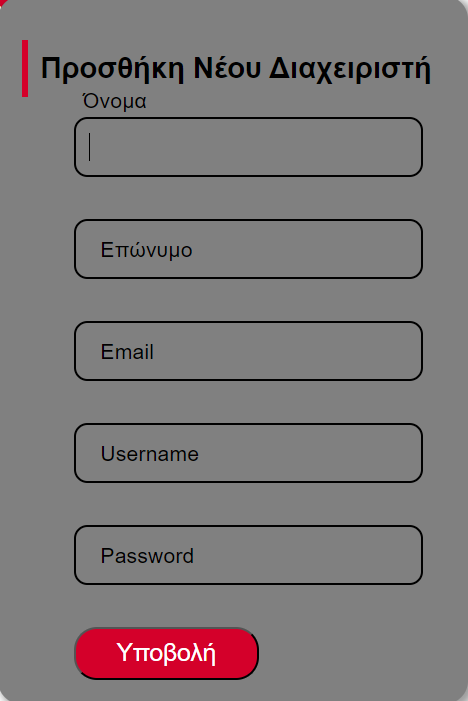 Προσθήκη Νέου Διαχειριστή
Όνομα
Επώνυμο
Email
Username
Password
Υποβολή